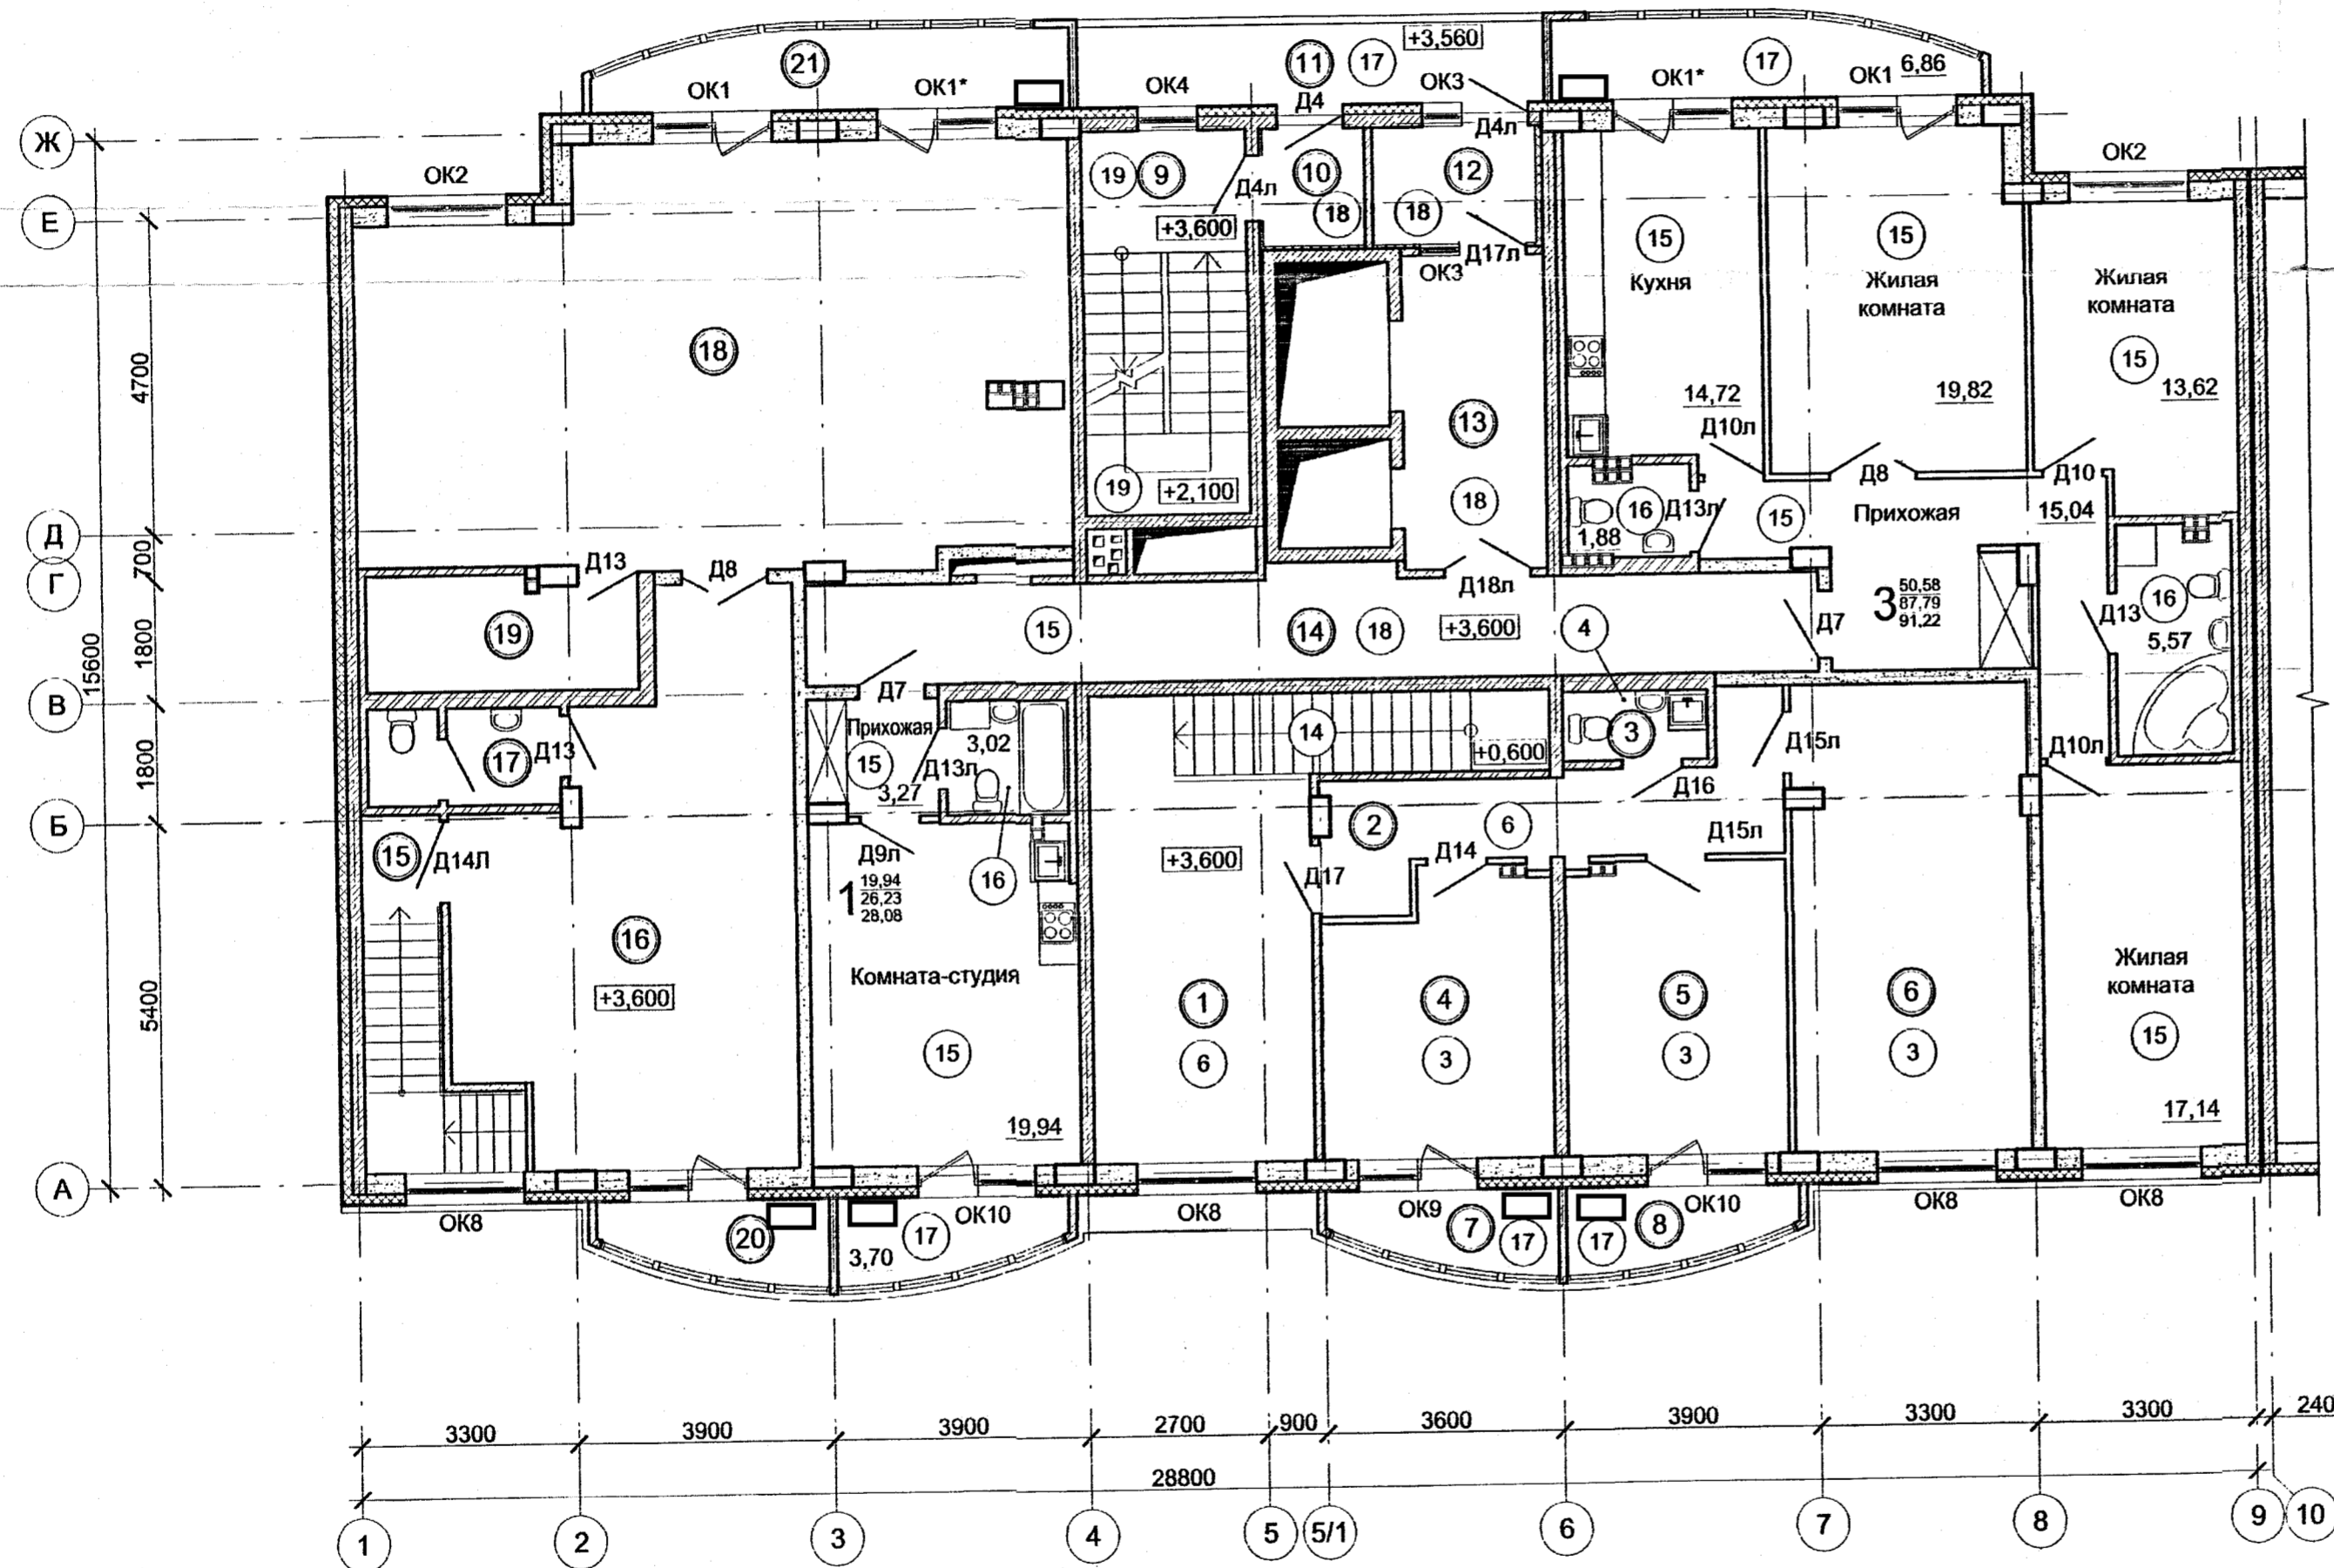 +3,560
21
11
17
17
ОК1
6,86
ОК1
ОК1*
ОК4
ОК3
ОК1*
Д4
Д4л
Ж
ОК2
ОК2
19
9
10
12
Д4л
18
18
Е
+3,600
15
15
Д17л
ОК3
Кухня
Жилая
комната
Жилая
комната
18
15
4700
14,72
19,82
13,62
13
Д10л
19
+2,100
18
16
Д13л
15
Д8
Д10
Прихожая
15,04
1,88
Д
700
Г
Д13
Д8
Д18л
3
50,58
87,79
91,22
16
Д13
5,57
15600
1800
19
15
14
18
+3,600
4
Д7
Д7
В
Прихожая
15
3,27
3,02
Д13л
14
+0,600
3
Д15л
Д10л
1800
17
Д13
Д16
Б
15
Д14Л
Д9л
2
6
Д15л
+3,600
Д14
Д17
1
19,94
26,23
28,08
16
16
+3,600
Комната-студия
1
4
5
6
Жилая
комната
5400
15
6
3
3
3
15
19,94
17,14
А
ОК8
20
17
ОК10
ОК8
ОК9
7
17
17
8
ОК10
ОК8
ОК8
3,70
3300
3900
3900
2700
900
3600
3900
3300
3300
240
28800
1
2
3
4
5
5/1
6
7
8
9
10